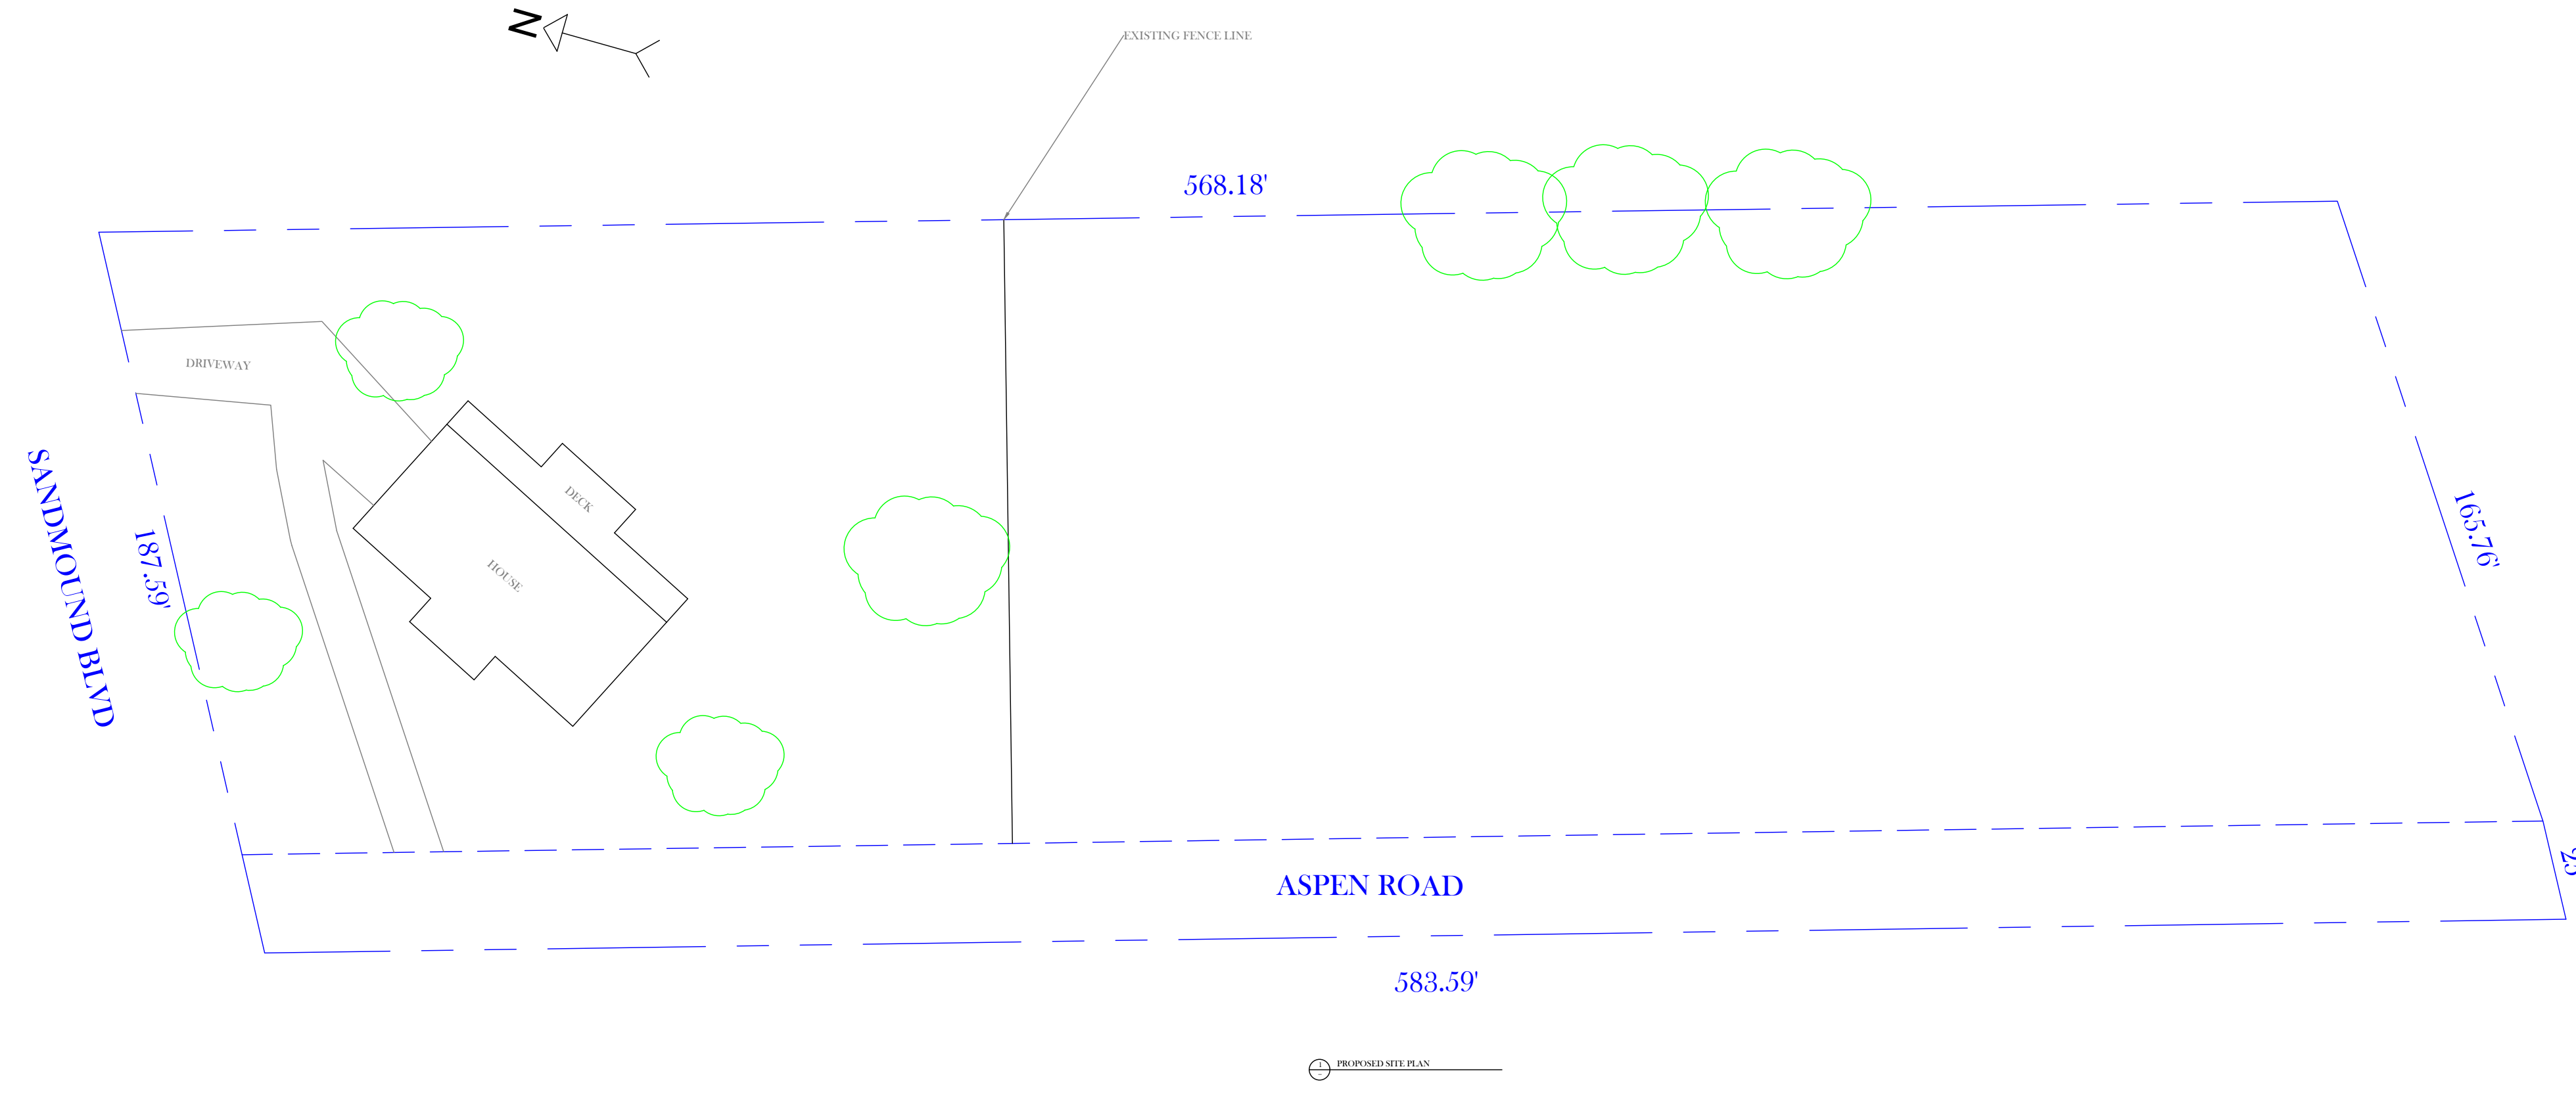 N
EXISTING FENCE LINE
568.18'
DRIVEWAY
SANDMOUND BLVD
187.59'
DECK
HOUSE
165.76'
ASPEN ROAD
583.59'
1
-
PROPOSED SITE PLAN